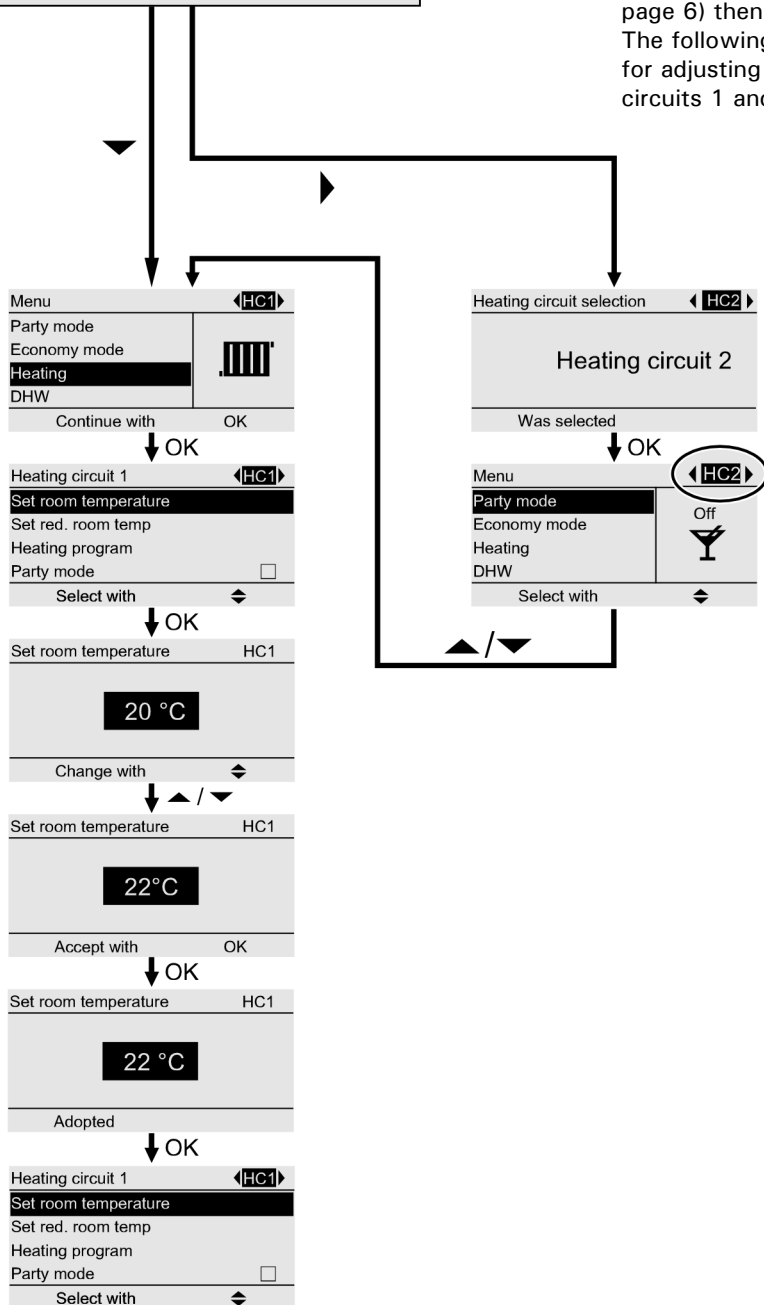 page 6) then
The following
for adjusting
circuits 1 and
Menu HC1
Party mode
Economy mode
Heating
DHW
Continue with OK
OK
Heating circuit 1 HC1
Set room temperature
Set red. room temp
Heating program
Party mode
Select with
OK
Set room temperature HC1
20 °C
Change with
/
Set room temperature HC1
22°C
Accept with OK
OK
Set room temperature HC1
22 °C
Adopted
OK
Heating circuit 1 HC1
Set room temperature
Set red. room temp
Heating program
Party mode
Select with
Heating circuit selection HC2
Heating circuit 2
Was selected
OK
Menu HC2
Party mode
Off
Economy mode
Heating
DHW
Select with
/